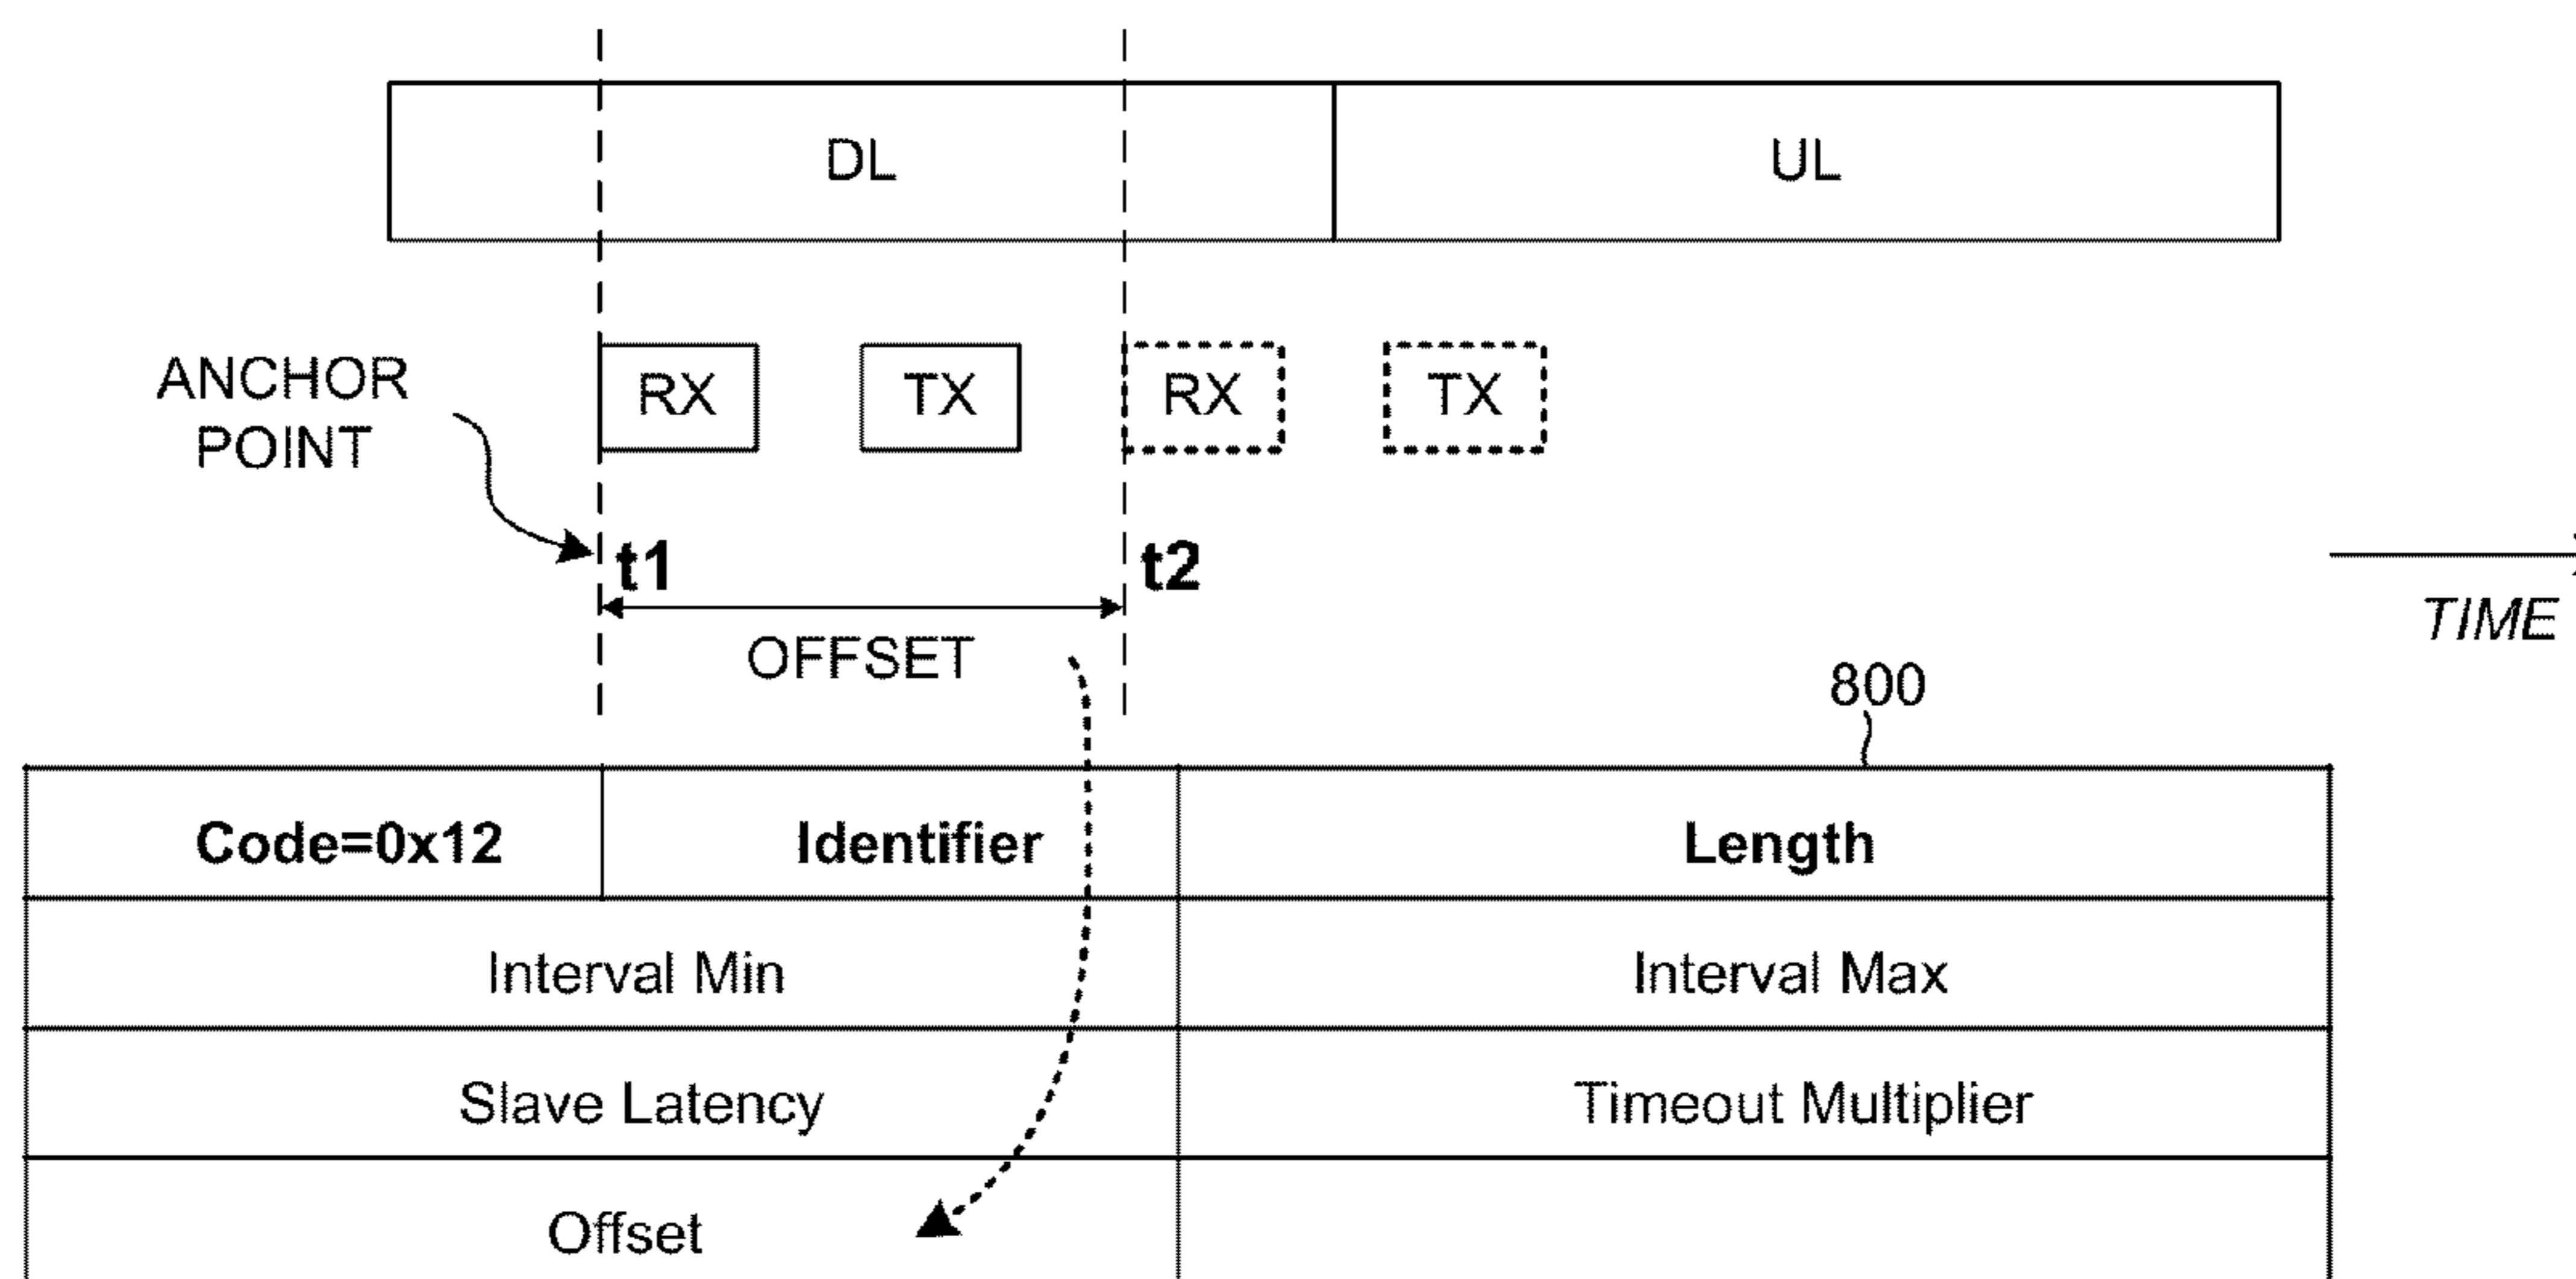 DL
UL
ANCHOR
POINT
RX
TX
RX
TX
t1
t2
OFFSET
TIME
800
Code=0x12
Identifier
Length
Interval Min
Interval Max
Slave Latency
Timeout Multiplier
Offset